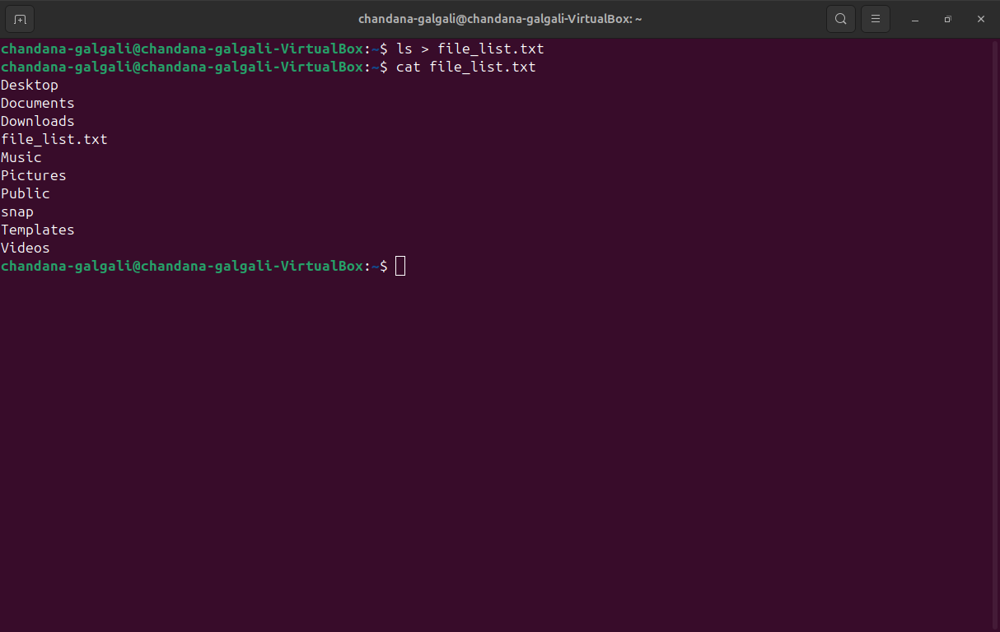 chandana-galgali@chandana-galgali-VirtualBox: ~
chandana-galgali@chandana-galgali-VirtualBox:~$ ls > file_list.txt
chandana-galgali@chandana-galgali-VirtualBox:~$ cat file_list.txt
Desktop
Documents
Downloads
file_list.txt
Music
Pictures
Public
snap
Templates
Videos
chandana-galgali@chandana-galgali-VirtualBox:~$